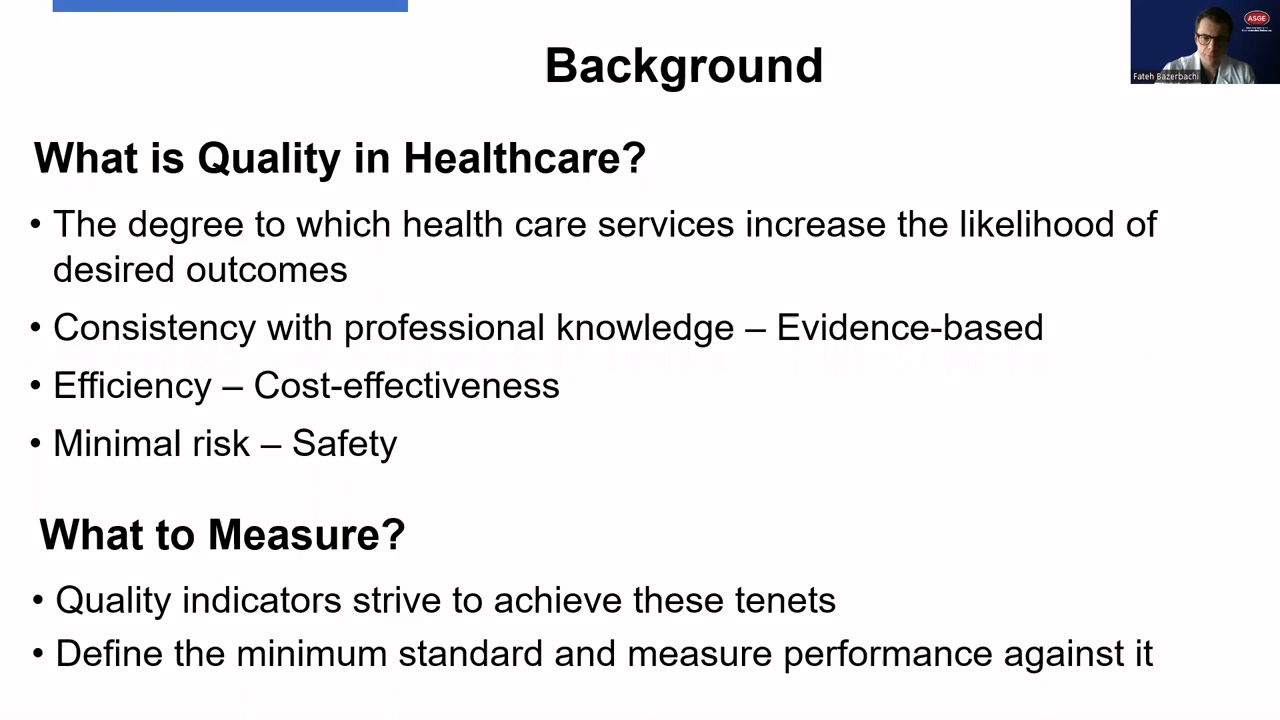 Background
ASGE
Fateh Bazerbachi
What is Quality in Healthcare?
• The degree to which health care services increase the likelihood of
desired outcomes
• Consistency with professional knowledge – Evidence-based
• Efficiency – Cost-effectiveness
• Minimal risk – Safety
What to Measure?
• Quality indicators strive to achieve these tenets
• Define the minimum standard and measure performance against it